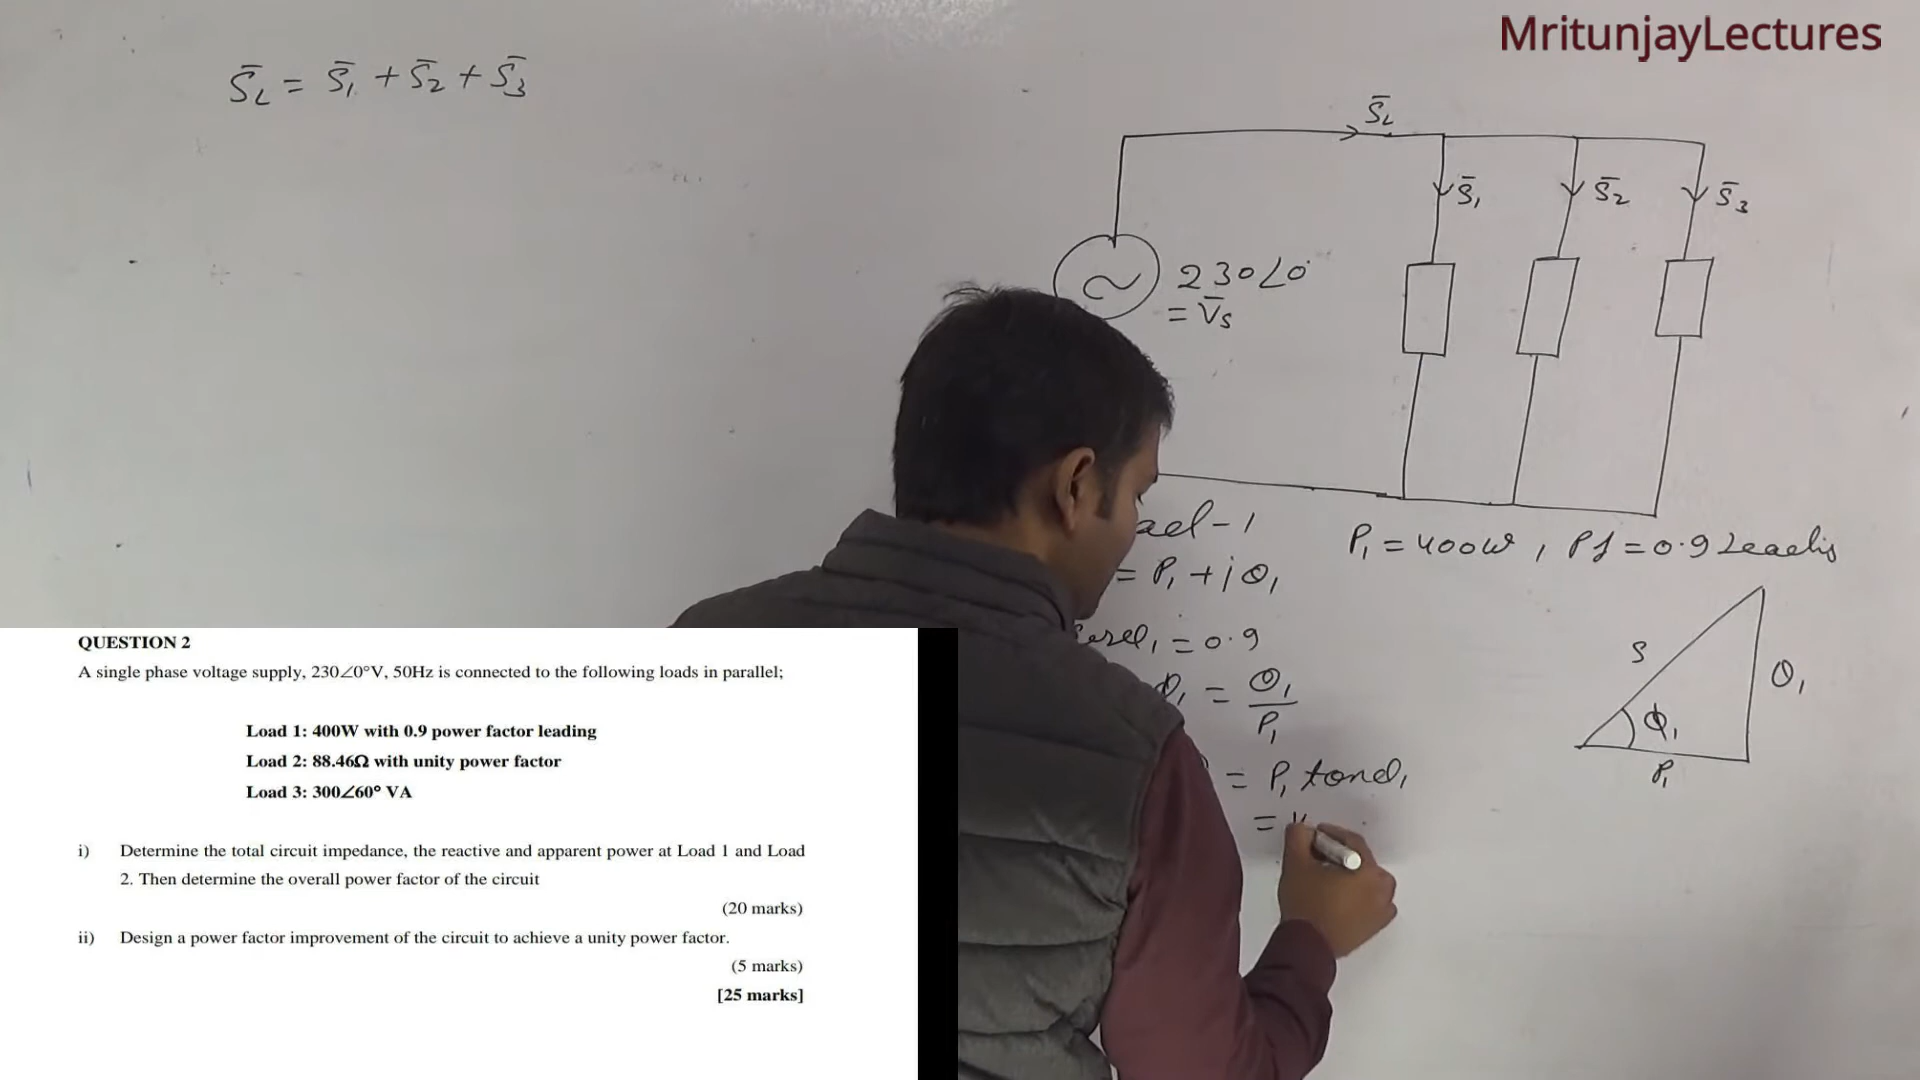 MritunjayLectures
S̄L = S̄1 + S̄2 + S̄3
S̄L
S̄1
S̄2
S̄3
230∠0°
= V̄s
ad-1
P1 = 400W, Pf = 0.9 Leading
= P1 + jQ1
cosϕ1 = 0.9
ϕ1 = Q1/P1
= P1 tanϕ1
=
S
Q1
ϕ1
P1
QUESTION 2
A single phase voltage supply, 230∠0°V, 50Hz is connected to the following loads in parallel;
Load 1: 400W with 0.9 power factor leading
Load 2: 88.46Ω with unity power factor
Load 3: 300∠60° VA
i) Determine the total circuit impedance, the reactive and apparent power at Load 1 and Load
2. Then determine the overall power factor of the circuit
(20 marks)
ii) Design a power factor improvement of the circuit to achieve a unity power factor.
(5 marks)
[25 marks]